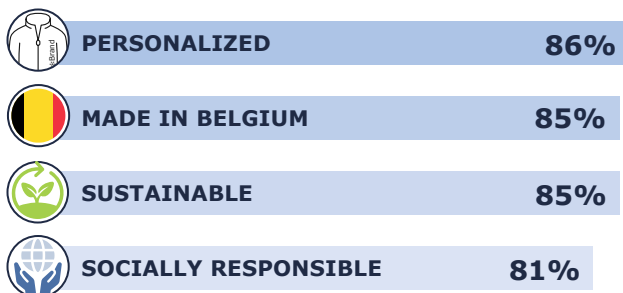 PERSONALIZED 86%
MADE IN BELGIUM 85%
SUSTAINABLE 85%
SOCIALLY RESPONSIBLE 81%